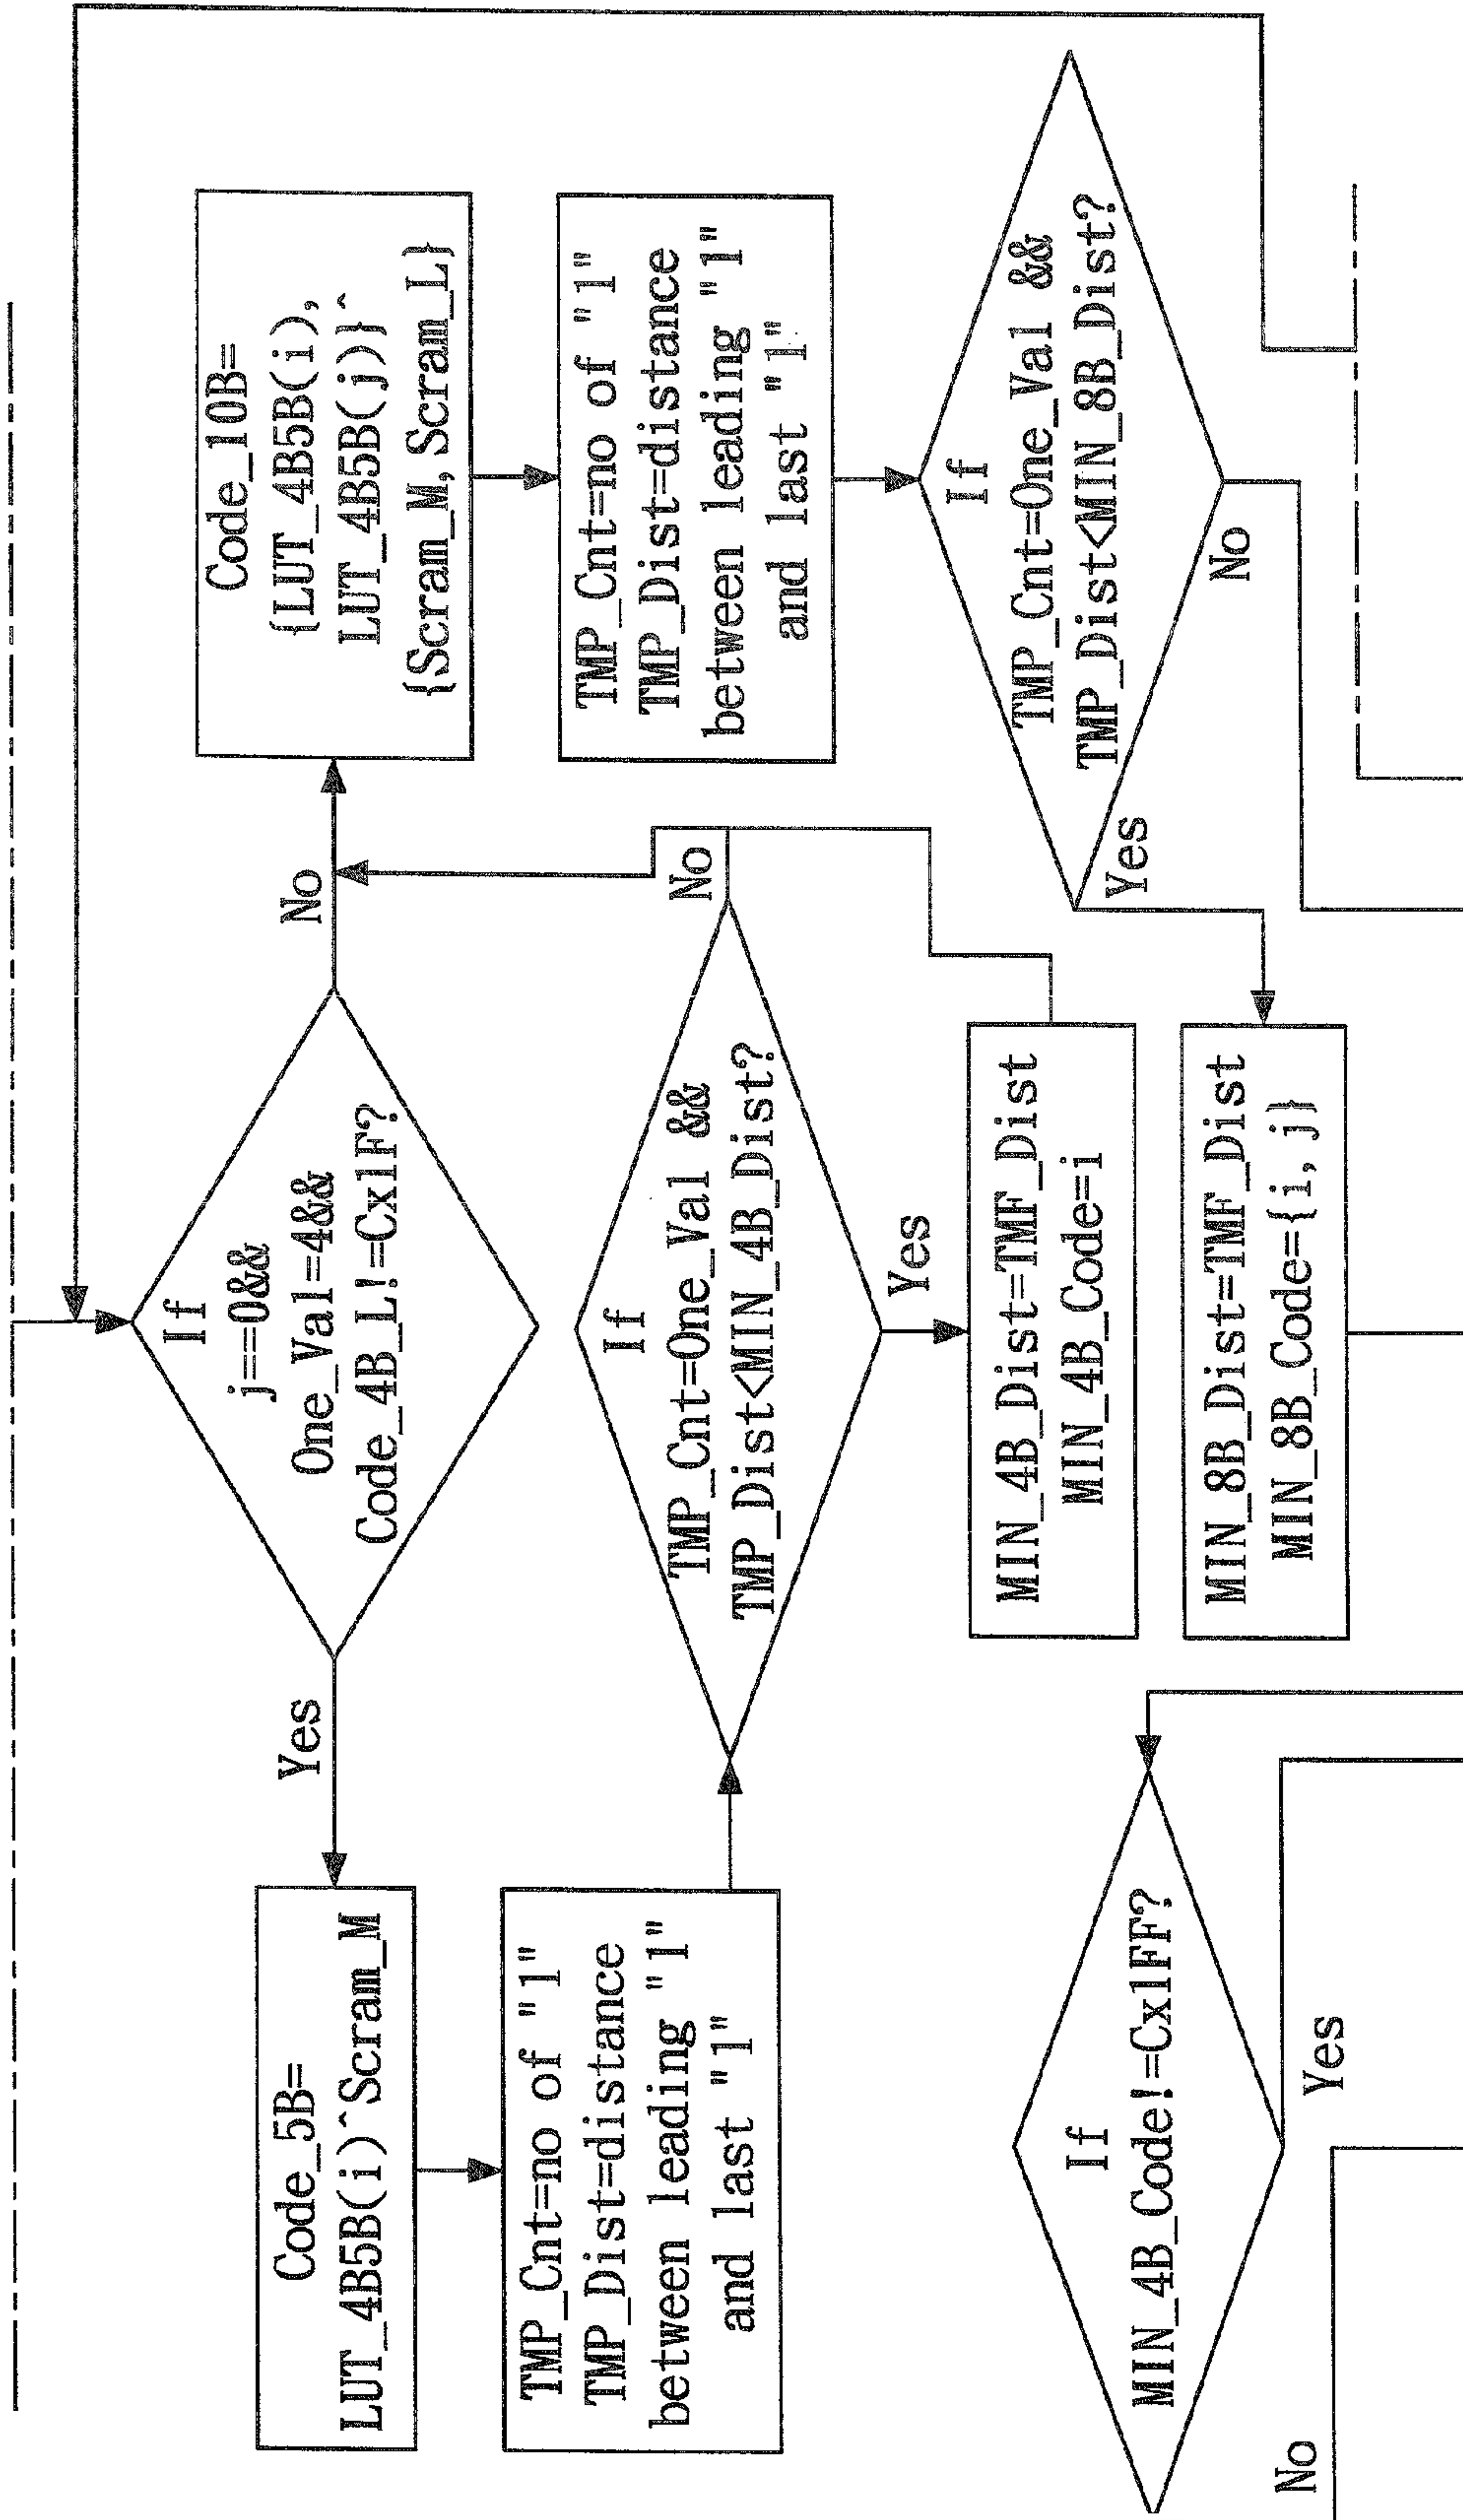 If
j==0&&
One_Val=4&&
Code_4B_L!=Cx1F?
Yes
No
Code_5B=
LUT_4B5B(i)^Scram_M
TMP_Cnt=no of "1"
TMP_Dist=distance
between leading "1"
and last "1"
If
TMP_Cnt=One_Val &&
TMP_Dist<MIN_4B_Dist?
No
Yes
MIN_4B_Dist=TMF_Dist
MIN_4B_Code=i
Code_10B=
{LUT_4B5B(i),
LUT_4B5B(j)}^
{Scram_M,Scram_L}
TMP_Cnt=no of "1"
TMP_Dist=distance
between leading "1"
and last "1"
If
TMP_Cnt=One_Val &&
TMP_Dist<MIN_8B_Dist?
Yes
No
MIN_8B_Dist=TMF_Dist
MIN_8B_Code={i,j}
If
MIN_4B_Code!=Cx1FF?
No
Yes